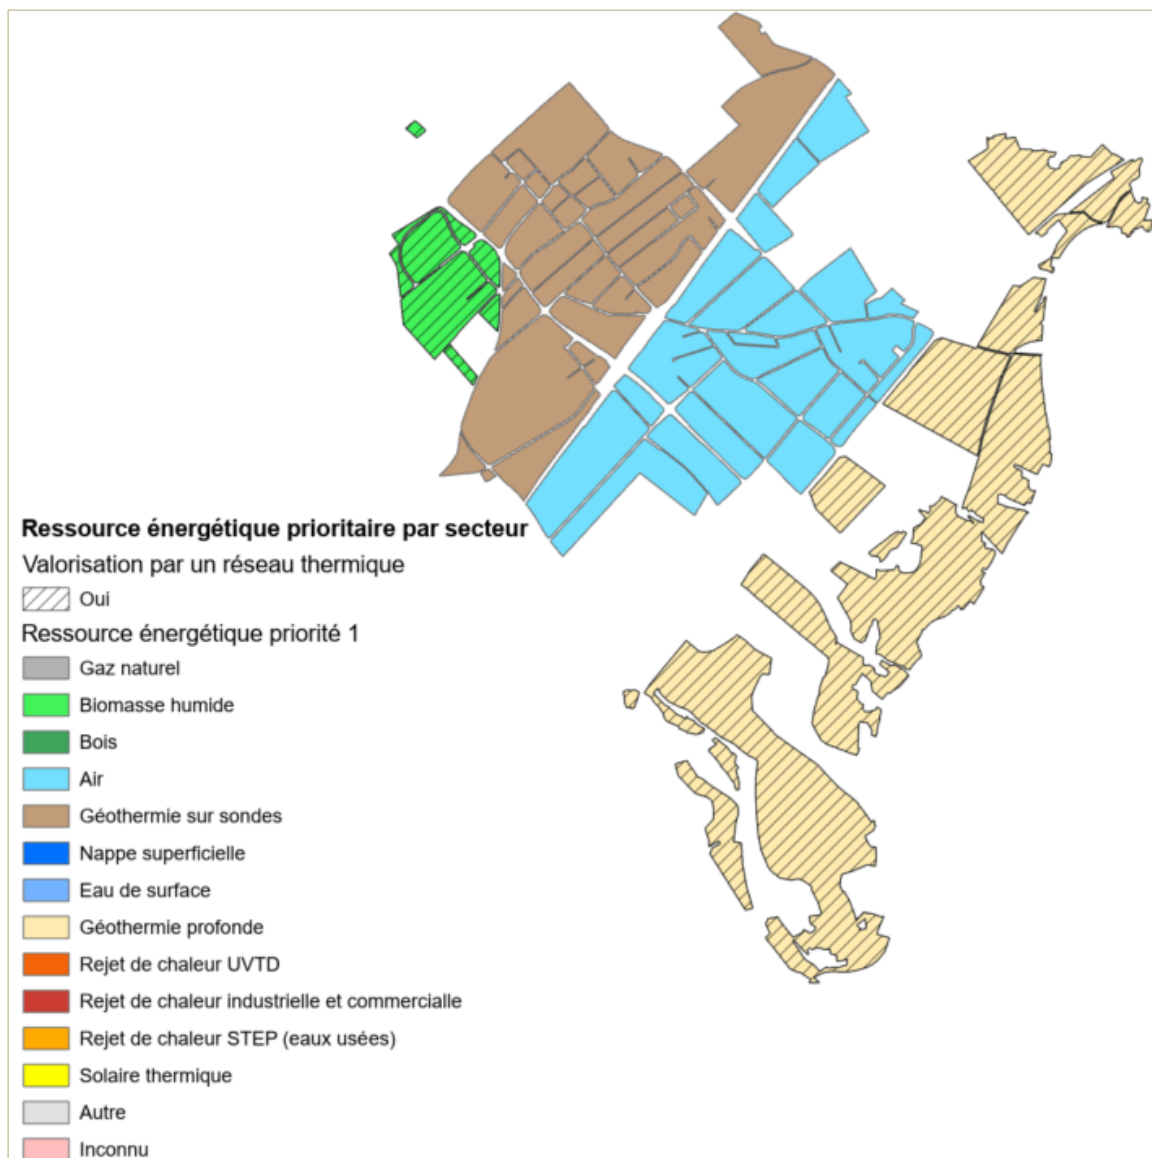 Ressource énergétique prioritaire par secteur
Valorisation par un réseau thermique
Oui
Ressource énergétique priorité 1
Gaz naturel
Biomasse humide
Bois
Air
Géothermie sur sondes
Nappe superficielle
Eau de surface
Géothermie profonde
Rejet de chaleur UVTD
Rejet de chaleur industrielle et commercialle
Rejet de chaleur STEP (eaux usées)
Solaire thermique
Autre
Inconnu